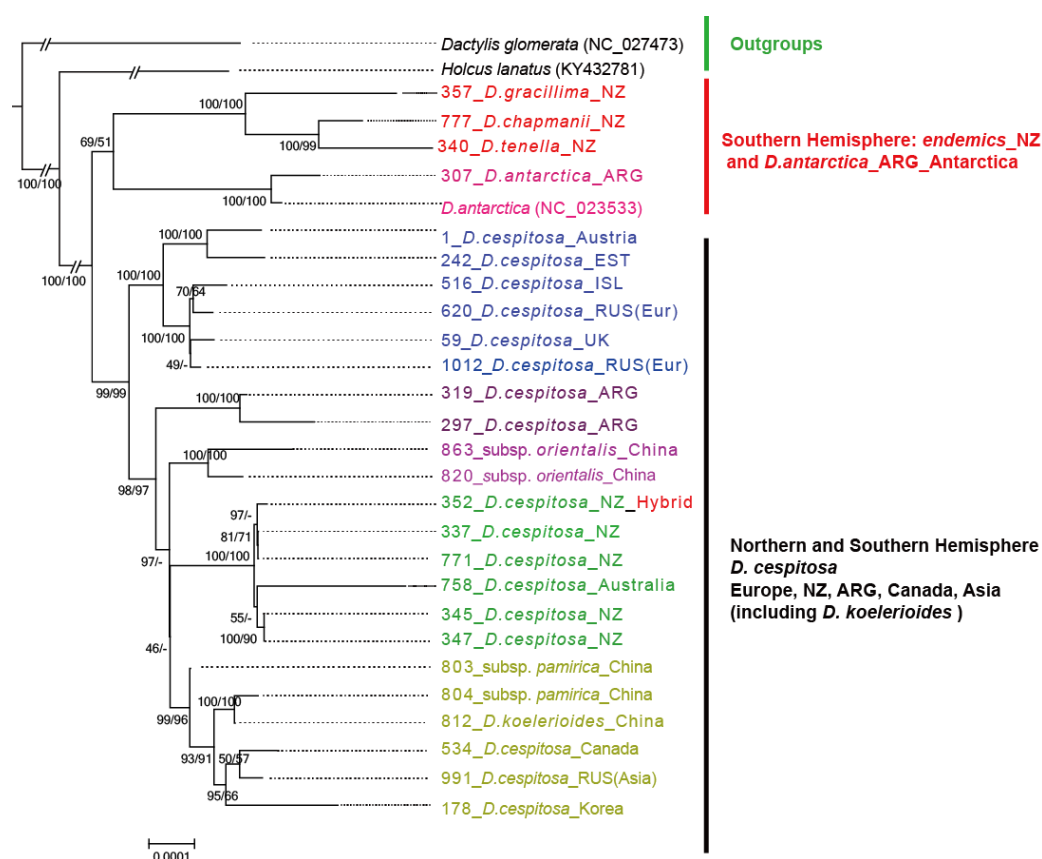 Dactylis glomerata (NC_027473)
Holcus lanatus (KY432781)
Outgroups
357_D.gracillima_NZ
777_D.chapmanii_NZ
340_D.tenella_NZ
307_D.antarctica_ARG
D.antarctica (NC_023533)
Southern Hemisphere: endemics_NZ
and D.antarctica_ARG_Antarctica
1_D.cespitosa_Austria
242_D.cespitosa_EST
516_D.cespitosa_ISL
620_D.cespitosa_RUS(Eur)
59_D.cespitosa_UK
1012_D.cespitosa_RUS(Eur)
319_D.cespitosa_ARG
297_D.cespitosa_ARG
863_subsp. orientalis_China
820_subsp. orientalis_China
352_D.cespitosa_NZ_Hybrid
337_D.cespitosa_NZ
771_D.cespitosa_NZ
758_D.cespitosa_Australia
345_D.cespitosa_NZ
347_D.cespitosa_NZ
803_subsp. pamirica_China
804_subsp. pamirica_China
812_D.koelerioides_China
534_D.cespitosa_Canada
991_D.cespitosa_RUS(Asia)
178_D.cespitosa_Korea
Northern and Southern Hemisphere
D. cespitosa
Europe, NZ, ARG, Canada, Asia
(including D. koelerioides )
100/100
100/99
69/51
100/100
100/100
100/100
100/100
100/100
70/64
100/100
49/-
99/99
100/100
100/100
98/97
97/-
81/71
100/100
97/-
55/-
100/90
46/-
100/100
99/96
93/91
50/57
95/66
0.0001